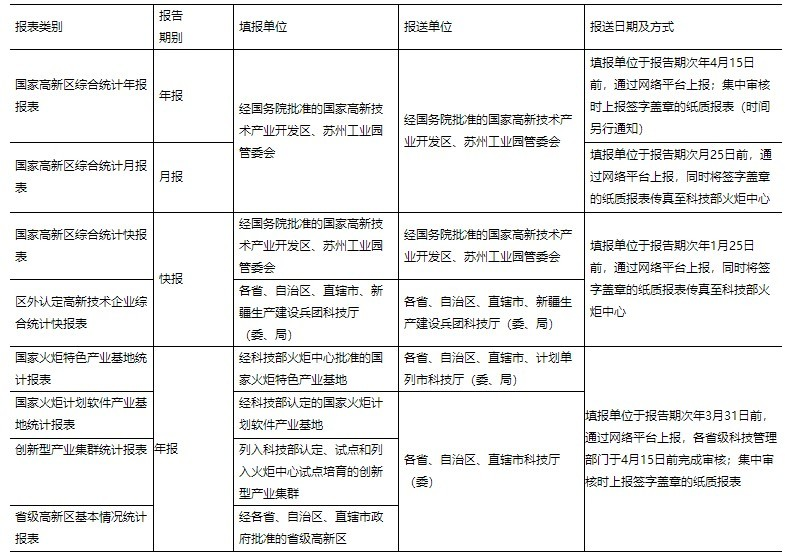 报表类别
报告
期别
填报单位
报送单位
报送日期及方式
国家高新区综合统计年报
报表
年报
经国务院批准的国家高新技
术产业开发区、苏州工业园
管委会
经国务院批准的国家高新技术产
业开发区、苏州工业园管委会
填报单位于报告期次年4月15日
前，通过网络平台上报；集中审核
时上报签字盖章的纸质报表（时间
另行通知）
国家高新区综合统计月报
表
月报
填报单位于报告期次月25日前，通
过网络平台上报，同时将签字盖章
的纸质报表传真至科技部火炬中心
国家高新区综合统计快报
表
快报
经国务院批准的国家高新技
术产业开发区、苏州工业园
管委会
经国务院批准的国家高新技术产
业开发区、苏州工业园管委会
填报单位于报告期次年1月25日
前，通过网络平台上报，同时将签
字盖章的纸质报表传真至科技部火
炬中心
区外认定高新技术企业综
合统计快报表
各省、自治区、直辖市、新
疆生产建设兵团科技厅
（委、局）
各省、自治区、直辖市、新疆生
产建设兵团科技厅（委、局）
国家火炬特色产业基地统
计报表
年报
经科技部火炬中心批准的国
家火炬特色产业基地
各省、自治区、直辖市、计划单
列市科技厅（委、局）
填报单位于报告期次年3月31日前，
通过网络平台上报，各省级科技管理
部门于4月15日前完成审核；集中审
核时上报签字盖章的纸质报表
国家火炬计划软件产业基
地统计报表
经科技部认定的国家火炬计
划软件产业基地
各省、自治区、直辖市科技厅
（委）
创新型产业集群统计报表
列入科技部认定、试点和列
入火炬中心试点培育的创新
型产业集群
省级高新区基本情况统计
报表
经各省、自治区、直辖市政
府批准的省级高新区